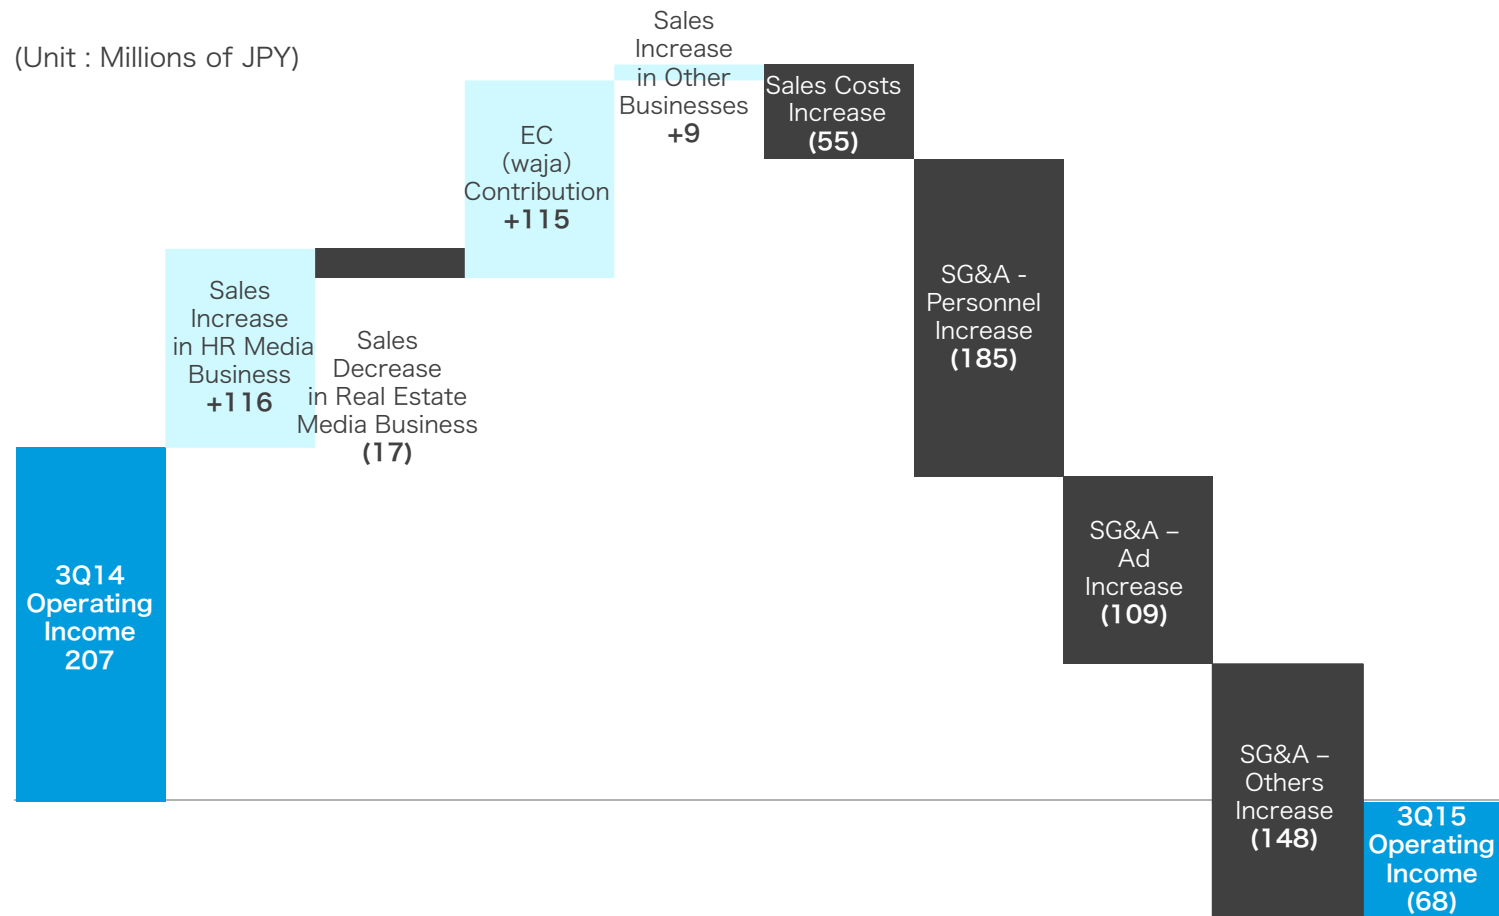 (Unit : Millions of JPY)
3Q14
Operating
Income
207
Sales
Increase
in HR Media
Business
+116
Sales
Decrease
in Real Estate
Media Business
(17)
EC
（waja）
Contribution
+115
Sales
Increase
in Other
Businesses
+9
Sales Costs
Increase
(55)
SG&A -
Personnel
Increase
(185)
SG&A –
Ad
Increase
(109)
SG&A –
Others
Increase
(148)
3Q15
Operating
Income
(68)